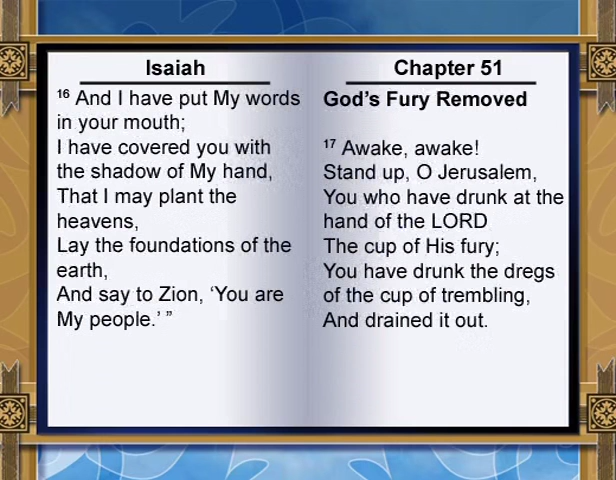 Isaiah
16 And I have put My words
in your mouth;
I have covered you with
the shadow of My hand,
That I may plant the
heavens,
Lay the foundations of the
earth,
And say to Zion, ‘You are
My people.’ ”
Chapter 51
God’s Fury Removed
17 Awake, awake!
Stand up, O Jerusalem,
You who have drunk at the
hand of the LORD
The cup of His fury;
You have drunk the dregs
of the cup of trembling,
And drained it out.